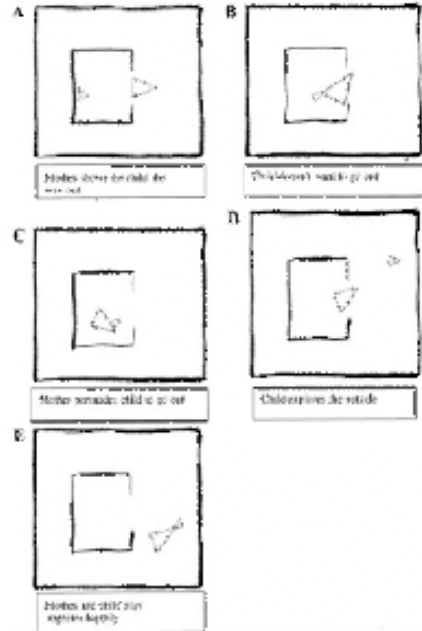 A
B
Mother shows the child the
way out
Child doesn't want to go out
C
D
Mother persuades child to go out
Child explores the outside
E
Mother and child play
together happily